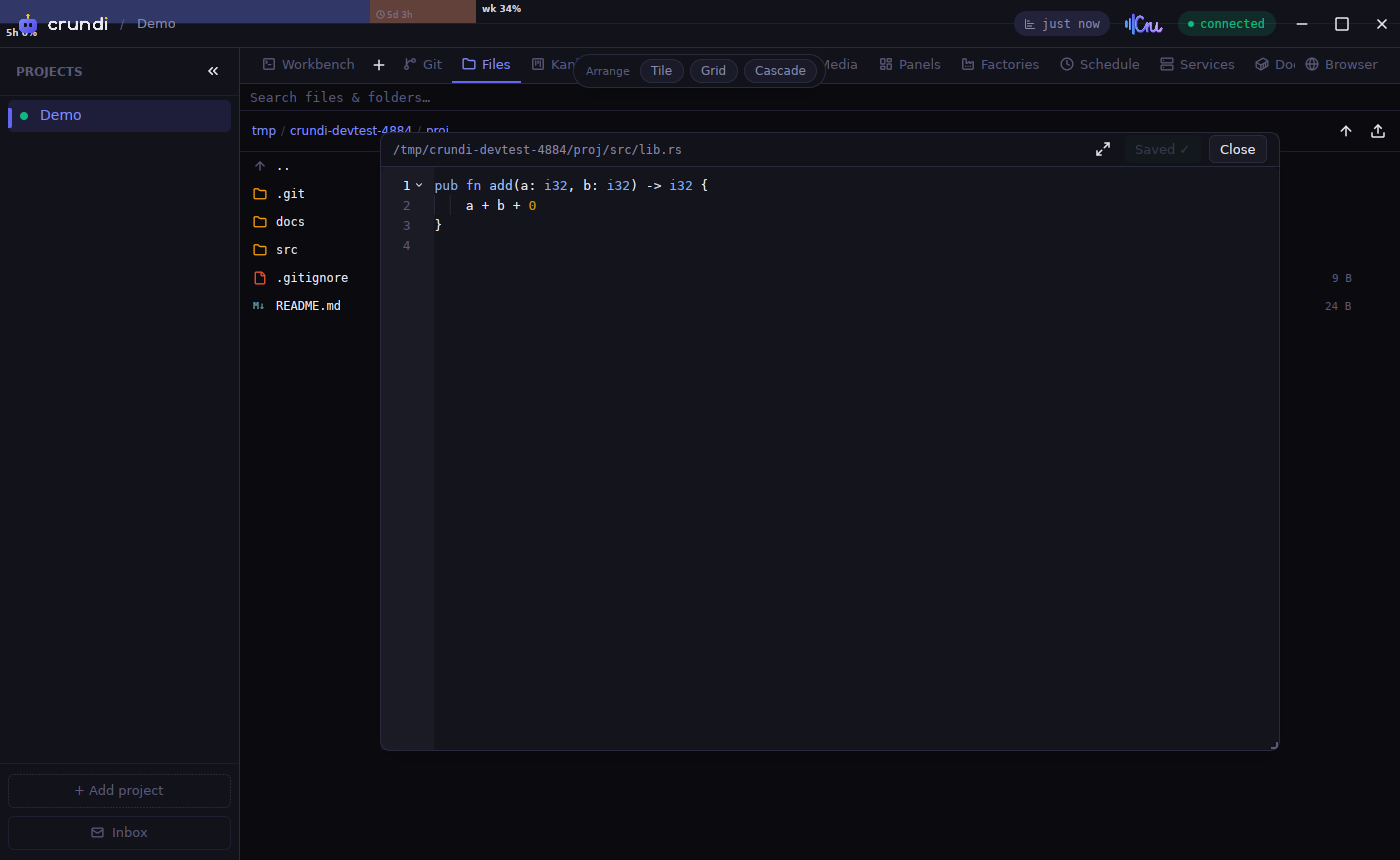 5d 3h
wk 34%
crundi / Demo
just now
Cru
connected
PROJECTS
Workbench
Git
Files
Arrange
Tile
Grid
Cascade
Panels
Factories
Schedule
Services
Browser
Demo
Search files & folders…
tmp / crundi-devtest-4884 / proj
/tmp/crundi-devtest-4884/proj/src/lib.rs
Saved ✓
Close
..
.git
docs
src
.gitignore
9 B
README.md
24 B
1 pub fn add(a: i32, b: i32) -> i32 {
2 a + b + 0
3 }
4
+ Add project
Inbox